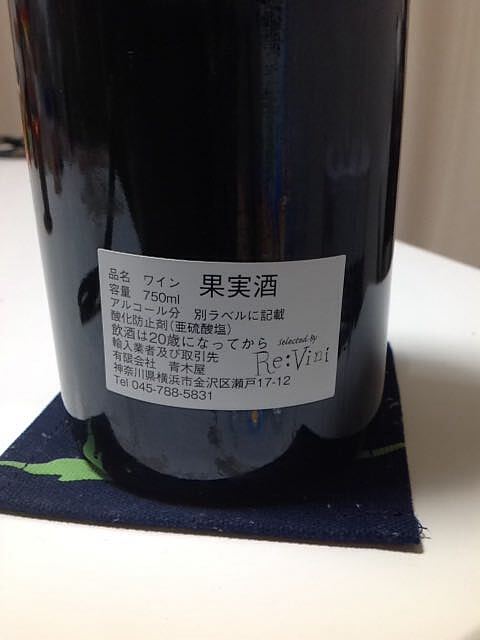 品名 ワイン 果実酒
容量 750ml
アルコール分 別ラベルに記載
酸化防止剤(亜硫酸塩)
飲酒は20歳になってから selected By
輸入業者及び取引先 Re:Vini
有限会社 青木屋
神奈川県横浜市金沢区瀬戸17-12
Tel 045-788-5831